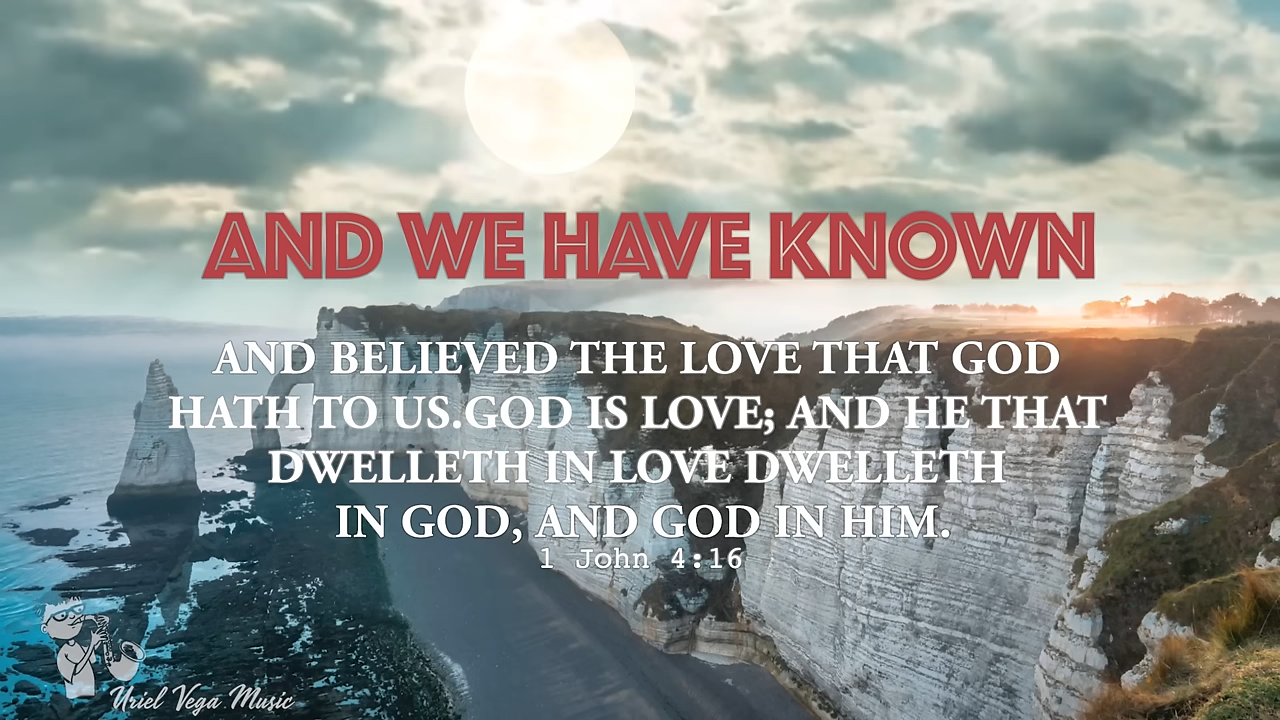 AND WE HAVE KNOWN
AND BELIEVED THE LOVE THAT GOD
HATH TO US.GOD IS LOVE; AND HE THAT
DWELLETH IN LOVE DWELLETH
IN GOD, AND GOD IN HIM.
1 John 4:16
Uriel Vega Music